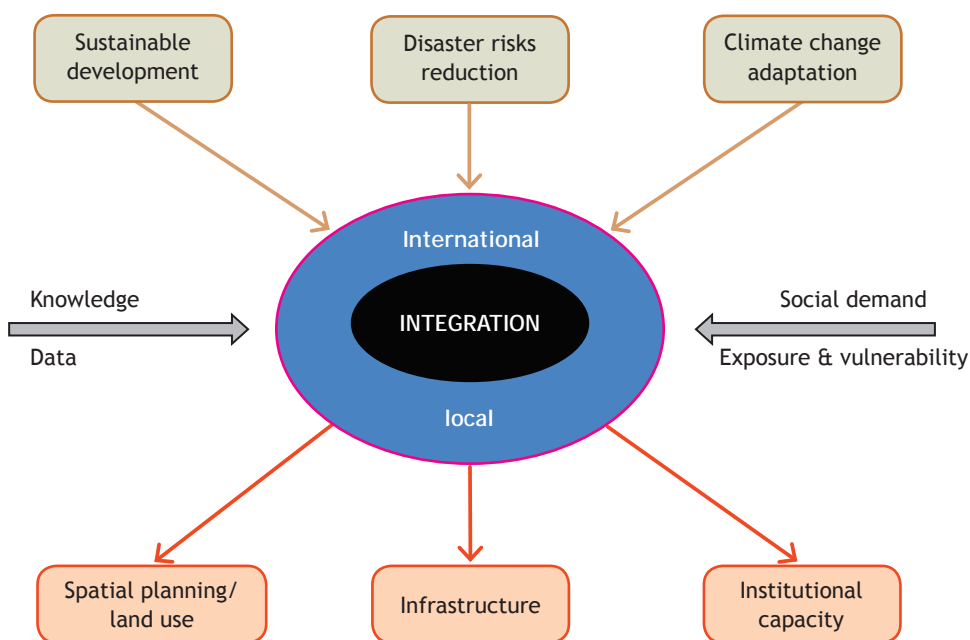 Sustainable
development
Disaster risks
reduction
Climate change
adaptation
International
Knowledge
Data
INTEGRATION
Social demand
Exposure & vulnerability
local
Spatial planning/
land use
Infrastructure
Institutional
capacity